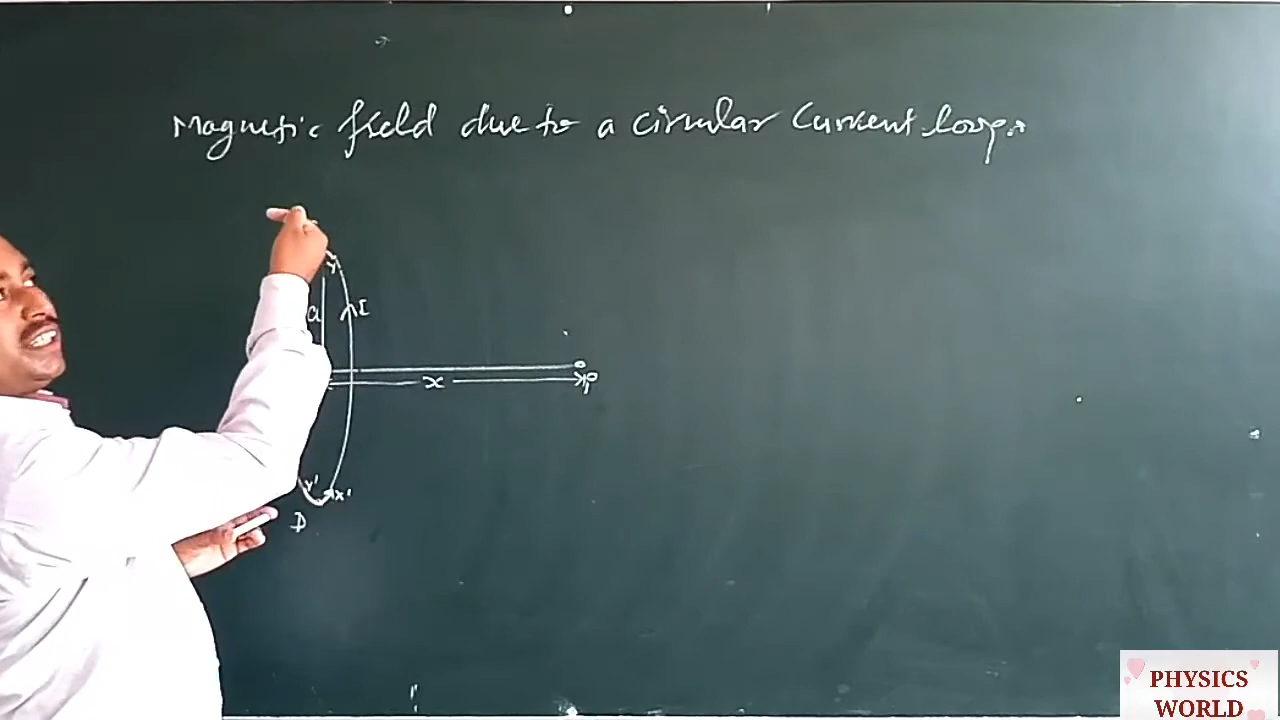 Magnetic field due to a circular current loop.
y
a I
x P
y' x'
D
PHYSICS
WORLD